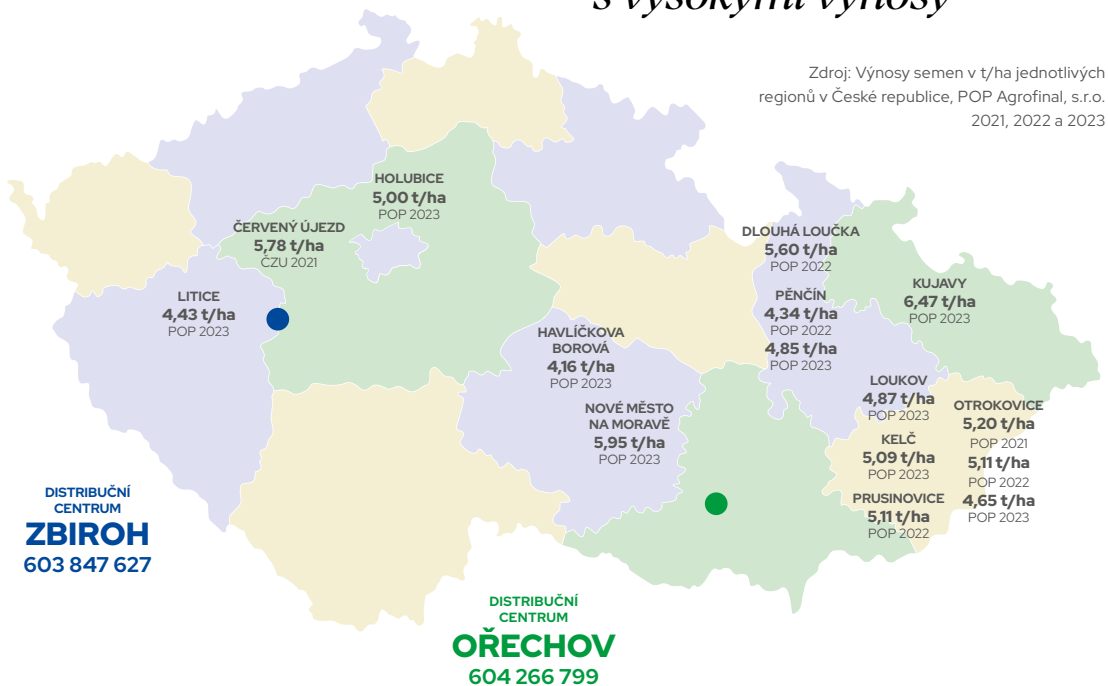 s vysokými výnosy
Zdroj: Výnosy semen v t/ha jednotlivých
regionů v České republice, POP Agrofinal, s.r.o.
2021, 2022 a 2023
HOLUBICE
5,00 t/ha
POP 2023
ČERVENÝ ÚJEZD
5,78 t/ha
ČZU 2021
LITICE
4,43 t/ha
POP 2023
DLOUHÁ LOUČKA
5,60 t/ha
POP 2022
PĚNČÍN
4,34 t/ha
POP 2022
4,85 t/ha
POP 2023
KUJAVY
6,47 t/ha
POP 2023
HAVLÍČKOVA
BOROVÁ
4,16 t/ha
POP 2023
NOVÉ MĚSTO
NA MORAVĚ
5,95 t/ha
POP 2023
LOUKOV
4,87 t/ha
POP 2023
KELČ
5,09 t/ha
POP 2023
PRUSINOVICE
5,11 t/ha
POP 2022
OTROKOVICE
5,20 t/ha
POP 2021
5,11 t/ha
POP 2022
4,65 t/ha
POP 2023
DISTRIBUČNÍ
CENTRUM
ZBIROH
603 847 627
DISTRIBUČNÍ
CENTRUM
OŘECHOV
604 266 799